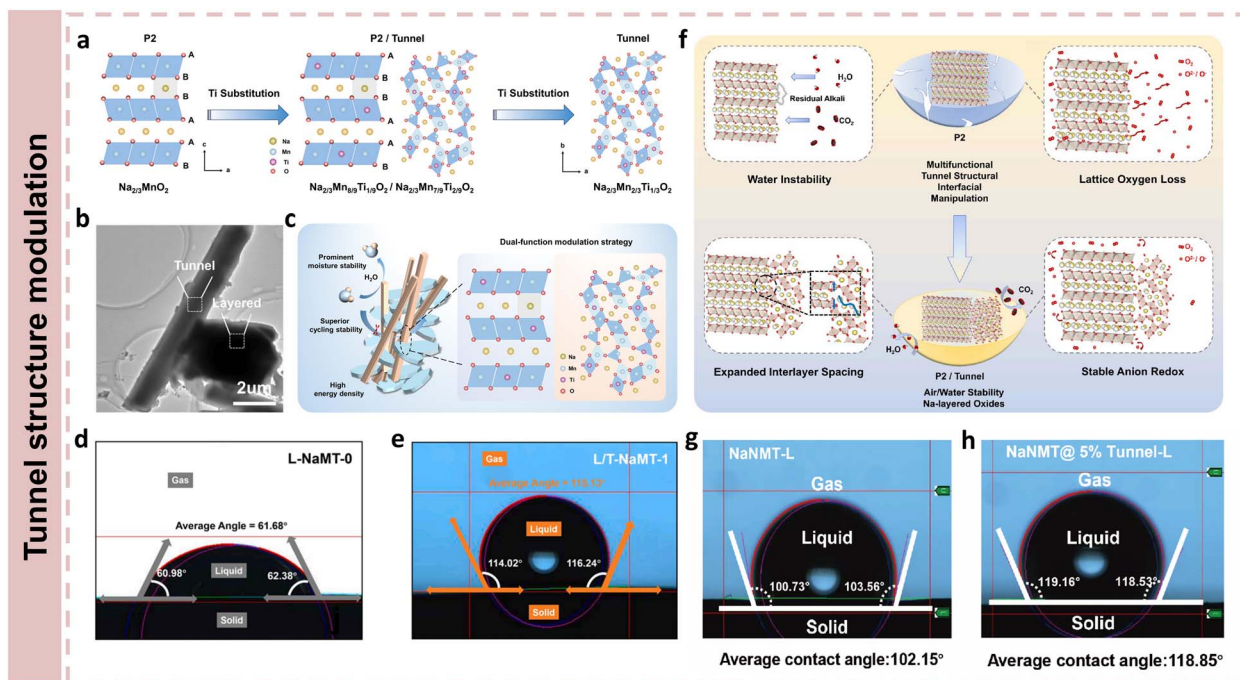 Tunnel structure modulation
a
P2
P2 / Tunnel
Tunnel
A
B
B
A
A
B
Ti Substitution
A
B
B
A
A
B
Ti Substitution
c
a
Na
Mn
Ti
O
b
a
Na₂/₃MnO₂
Na₂/₃Mn₈/₉Ti₁/₉O₂ / Na₂/₃Mn₇/₉Ti₂/₉O₂
Na₂/₃Mn₂/₃Ti₁/₃O₂
b
Tunnel
Layered
2um
c
Prominent
moisture stability
H₂O
Superior
cycling stability
High
energy density
Dual-function modulation strategy
Na
Mn
Ti
O
d
L-NaMT-0
Gas
Average Angle = 61.68°
60.98°
Liquid
62.38°
Solid
e
Gas
L/T-NaMT-1
Average Angle = 115.13°
Liquid
114.02°
116.24°
Solid
f
H₂O
Residual Alkali
CO₂
Water Instability
P2
Multifunctional
Tunnel Structural
Interfacial
Manipulation
O₂
O²⁻/ O⁻
Lattice Oxygen Loss
Expanded Interlayer Spacing
CO₂
H₂O
P2 / Tunnel
Air/Water Stability
Na-layered Oxides
O₂
O²⁻/ O⁻
Stable Anion Redox
g
NaNMT-L
Gas
Liquid
100.73°
103.56°
Solid
Average contact angle:102.15°
h
NaNMT@ 5% Tunnel-L
Gas
Liquid
119.16°
118.53°
Solid
Average contact angle:118.85°